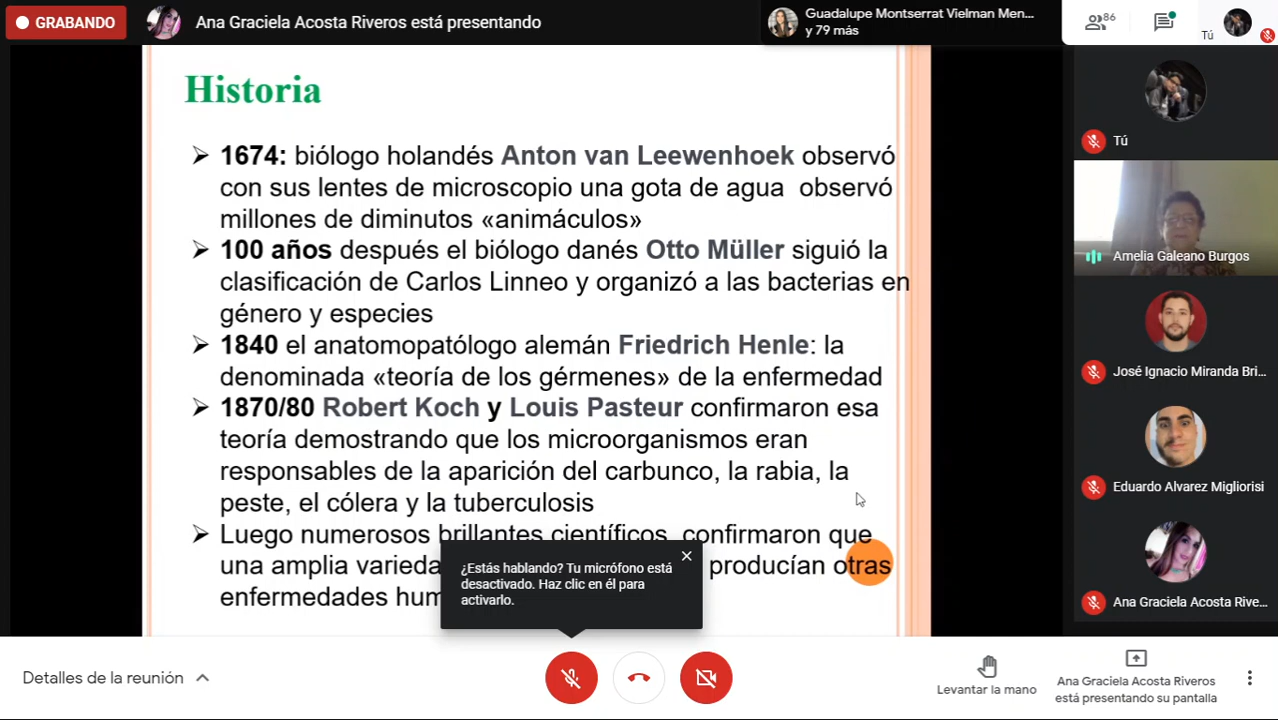 GRABANDO
Ana Graciela Acosta Riveros está presentando
Guadalupe Montserrat Vielman Men...
y 79 más
86
Tú
Historia
1674: biólogo holandés Anton van Leewenhoek observó
con sus lentes de microscopio una gota de agua observó
millones de diminutos «animáculos»
100 años después el biólogo danés Otto Müller siguió la
clasificación de Carlos Linneo y organizó a las bacterias en
género y especies
1840 el anatomopatólogo alemán Friedrich Henle: la
denominada «teoría de los gérmenes» de la enfermedad
1870/80 Robert Koch y Louis Pasteur confirmaron esa
teoría demostrando que los microorganismos eran
responsables de la aparición del carbunco, la rabia, la
peste, el cólera y la tuberculosis
Luego numerosos brillantes científicos, confirmaron que
una amplia varieda producían otras
enfermedades hum
¿Estás hablando? Tu micrófono está
desactivado. Haz clic en él para
activarlo.
Tú
Amelia Galeano Burgos
José Ignacio Miranda Bri...
Eduardo Alvarez Migliorisi
Ana Graciela Acosta Rive...
Detalles de la reunión
Levantar la mano
Ana Graciela Acosta Riveros
está presentando su pantalla